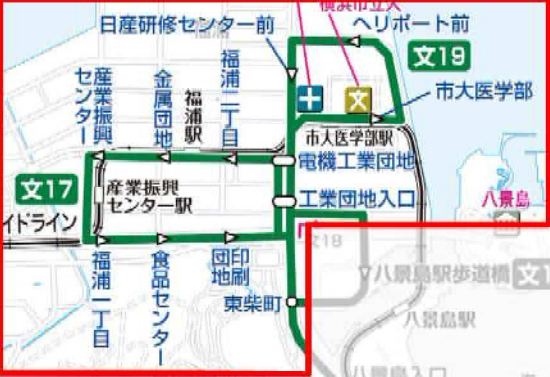 横浜市立大
日産研修センター前
ヘリポート前
福浦
文19
福浦二丁目
福浦駅
金属団地
産業振興センター
文
市大医学部
市大医学部駅
電機工業団地
文17
産業振興
センター駅
工業団地入口
八景島
イドライン
文18
福浦一丁目
食品センター
印刷団地
八景島駅歩道橋
文1
東柴町
八景島駅
八景島入口